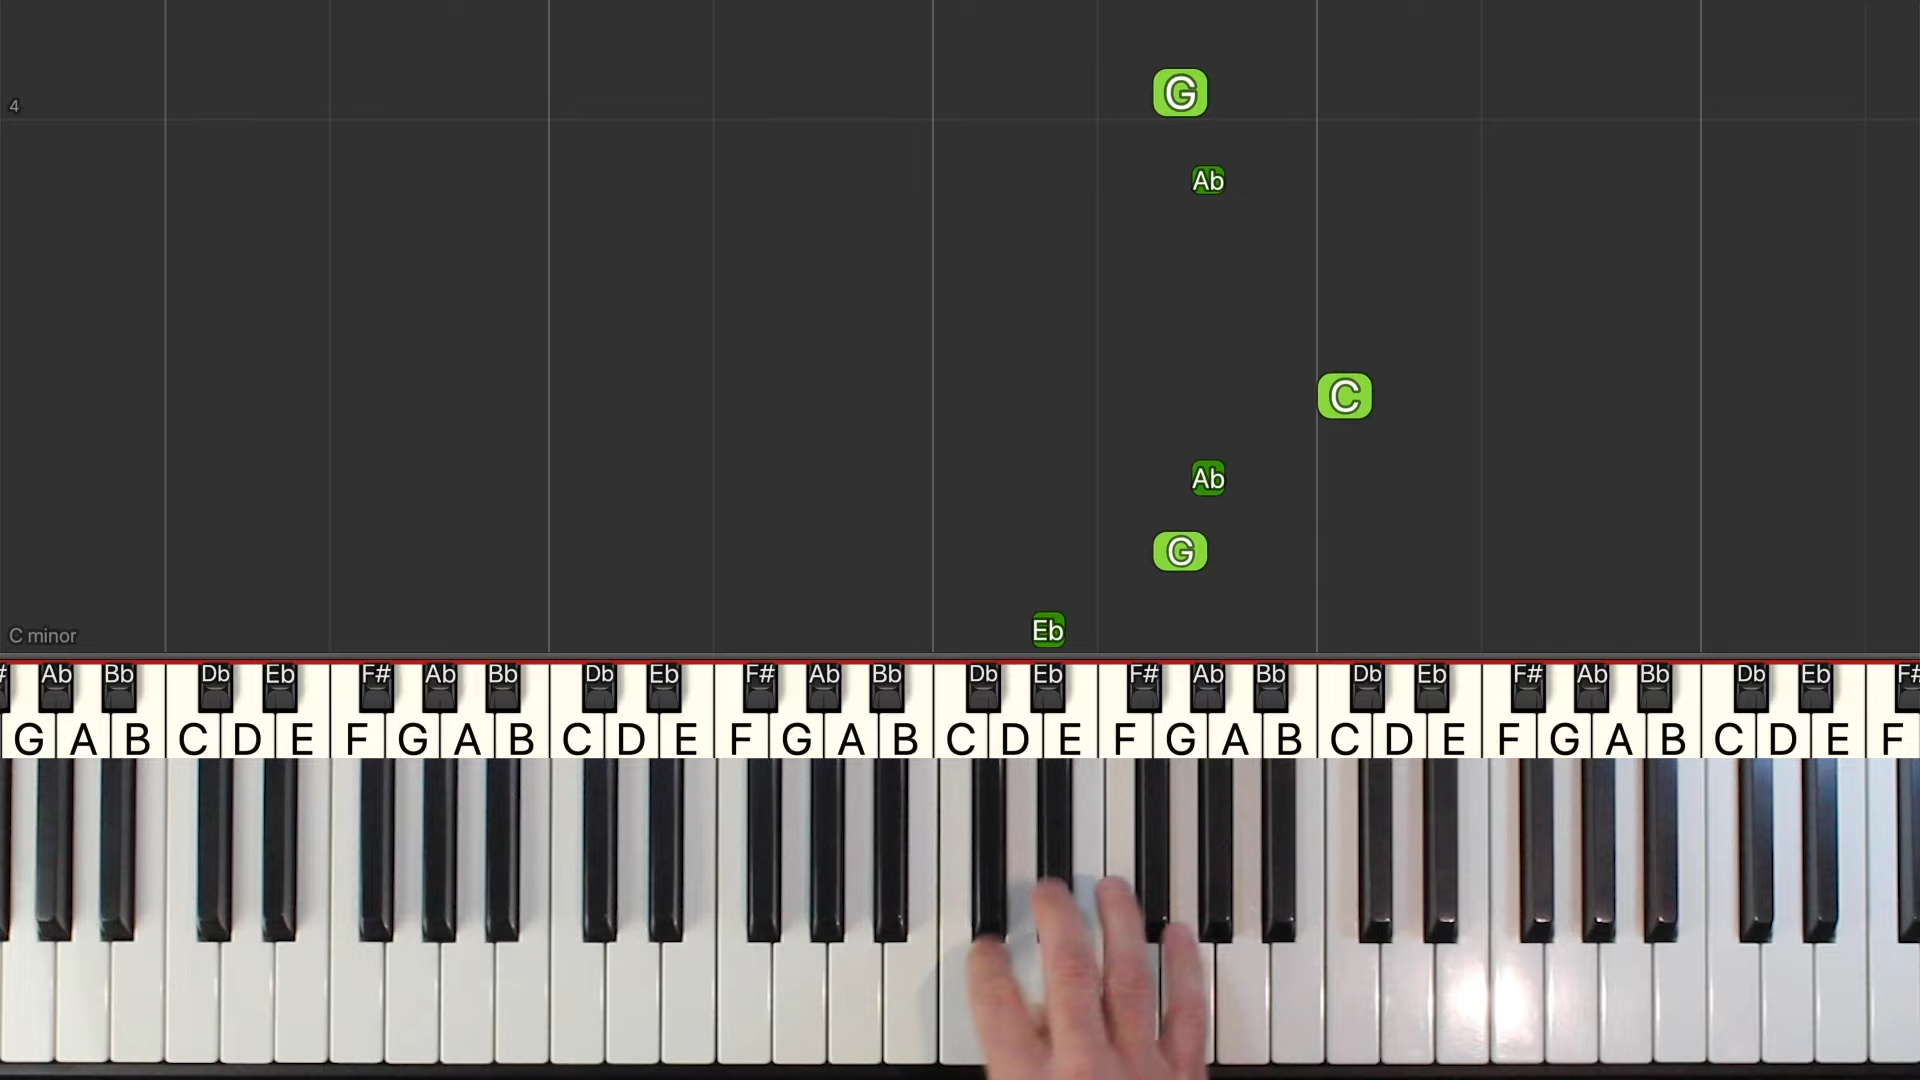 G
4
Ab
C
Ab
G
Eb
C minor
# Ab Bb Db Eb F# Ab Bb Db Eb F# Ab Bb Db Eb F# Ab Bb Db Eb F# Ab Bb Db Eb F#
G A B C D E F G A B C D E F G A B C D E F G A B C D E F G A B C D E F